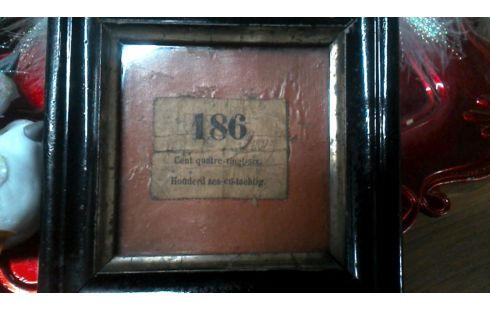 186
Cent quatre-vingt-six.
Honderd zes-en-tachtig.